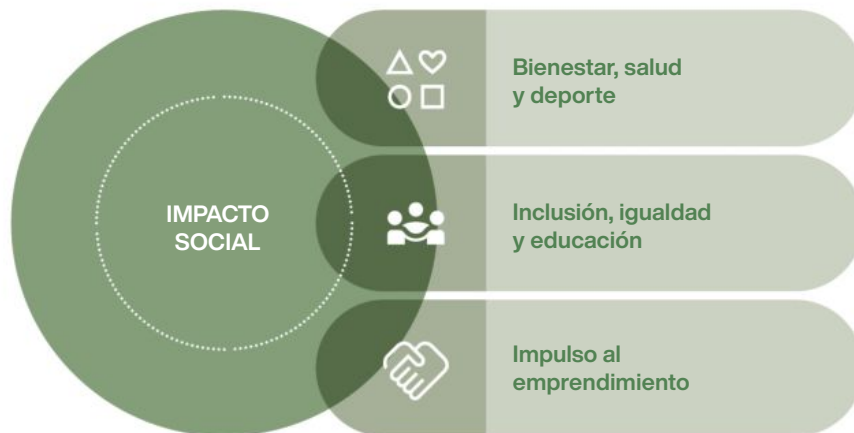 IMPACTO
SOCIAL
Bienestar, salud
y deporte
Inclusión, igualdad
y educación
Impulso al
emprendimiento